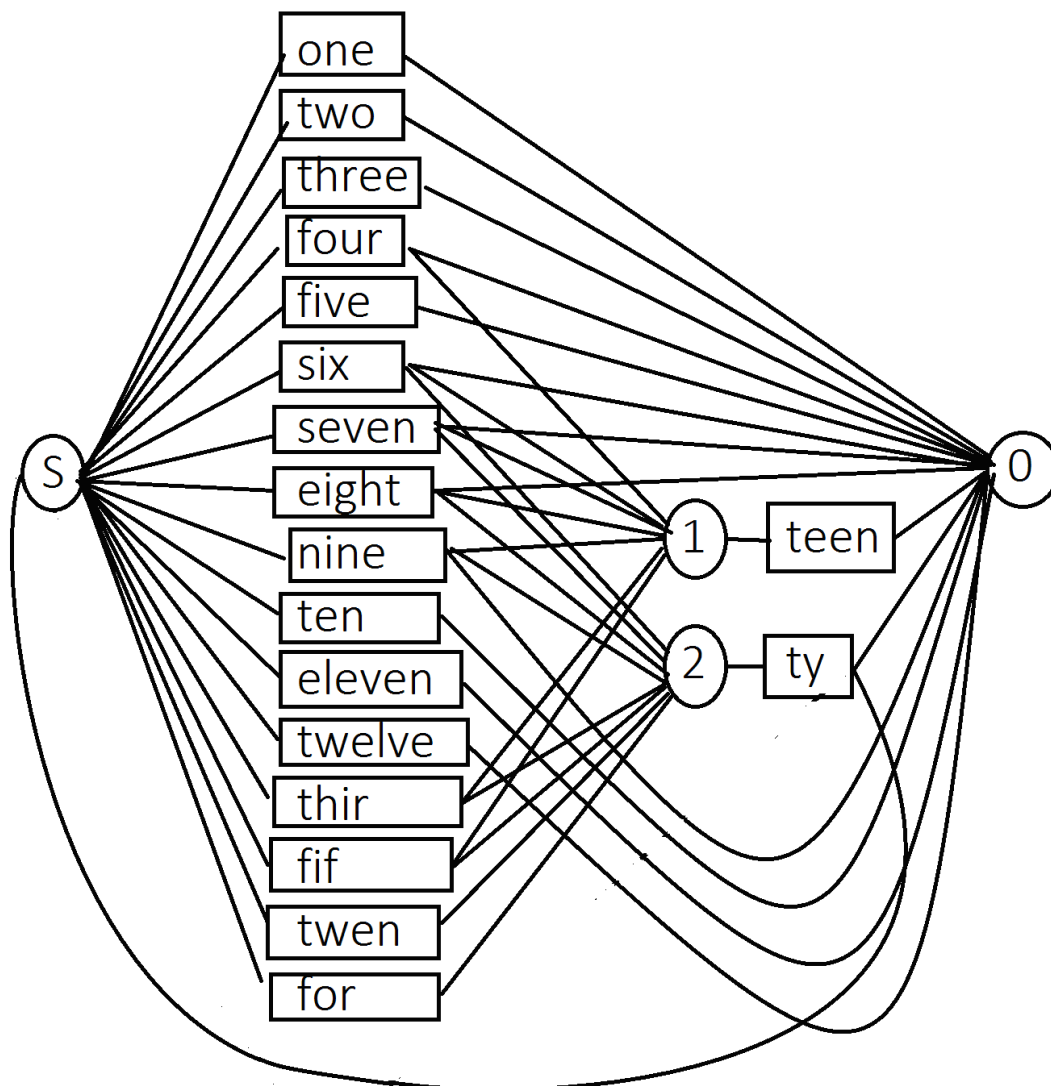 one
two
three
four
five
six
seven
S
0
eight
nine
1
teen
ten
eleven
2
ty
twelve
thir
fif
twen
for